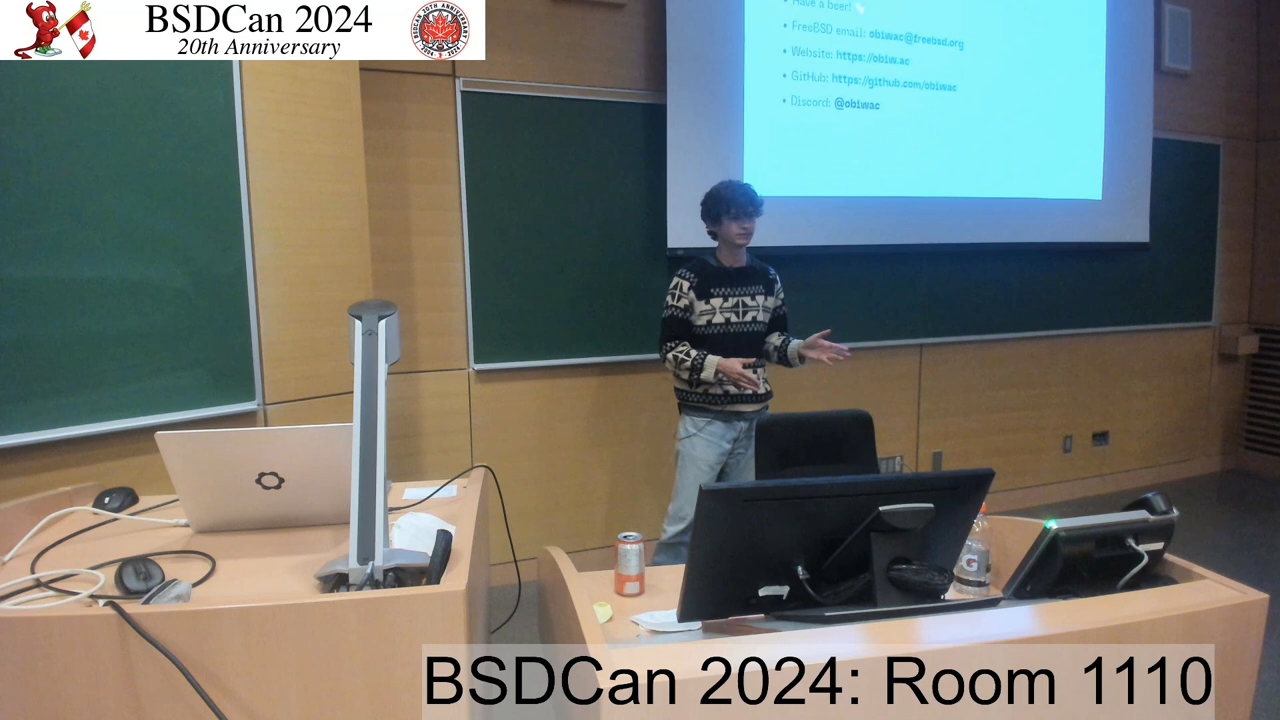 BSDCan 2024
20th Anniversary
• Have a beer! 🍻
• FreeBSD email: obiwac@freebsd.org
• Website: https://obiw.ac
• GitHub: https://github.com/obiwac
• Discord: @obiwac
G
BSDCan 2024: Room 1110